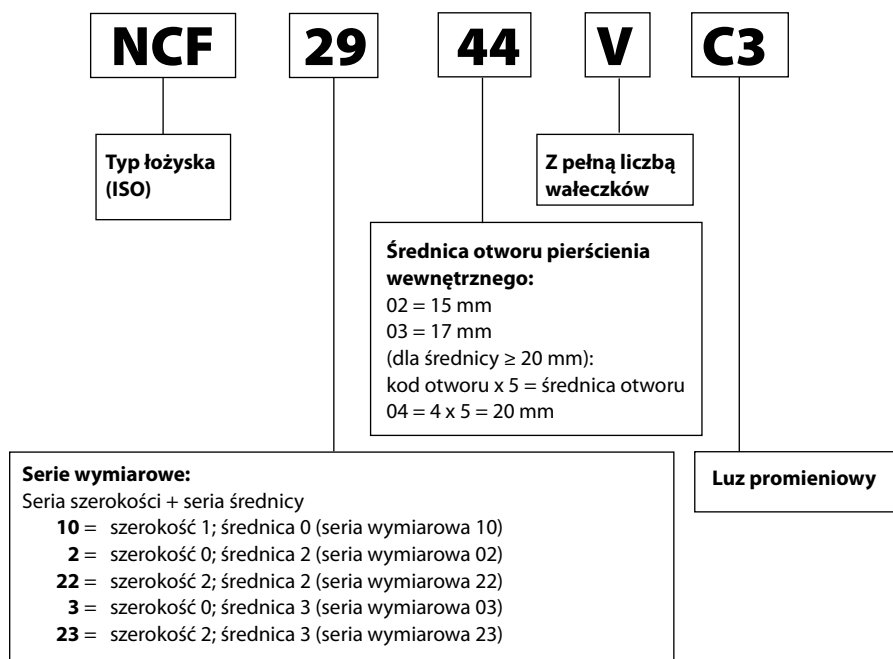 NCF 29 44 V C3
Typ łożyska
(ISO)
Z pełną liczbą
wałeczków
Średnica otworu pierścienia
wewnętrznego:
02 = 15 mm
03 = 17 mm
(dla średnicy ≥ 20 mm):
kod otworu x 5 = średnica otworu
04 = 4 x 5 = 20 mm
Serie wymiarowe:
Seria szerokości + seria średnicy
10 = szerokość 1; średnica 0 (seria wymiarowa 10)
2 = szerokość 0; średnica 2 (seria wymiarowa 02)
22 = szerokość 2; średnica 2 (seria wymiarowa 22)
3 = szerokość 0; średnica 3 (seria wymiarowa 03)
23 = szerokość 2; średnica 3 (seria wymiarowa 23)
Luz promieniowy